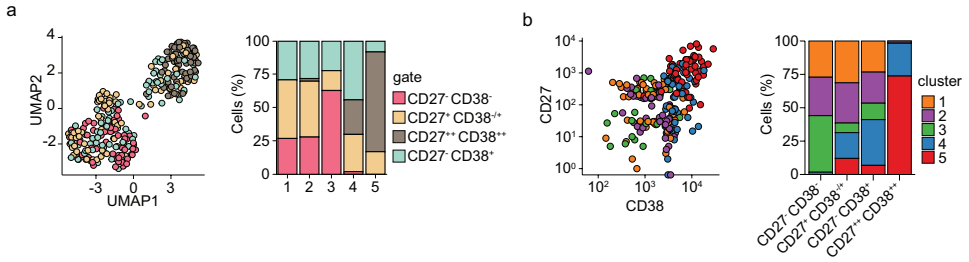 a
UMAP2
4
2
0
-2
-3 0 3
UMAP1
Cells (%)
100
75
50
25
0
1 2 3 4 5
gate
CD27⁻ CD38⁻
CD27⁺ CD38⁻/⁺
CD27⁺⁺ CD38⁺⁺
CD27⁻ CD38⁺
b
CD27
10⁴
10³
10²
10¹
10⁰
10² 10³ 10⁴
CD38
Cells (%)
100
75
50
25
0
CD27⁻ CD38⁻
CD27⁺ CD38⁻/⁺
CD27⁻ CD38⁺
CD27⁺⁺ CD38⁺⁺
cluster
1
2
3
4
5